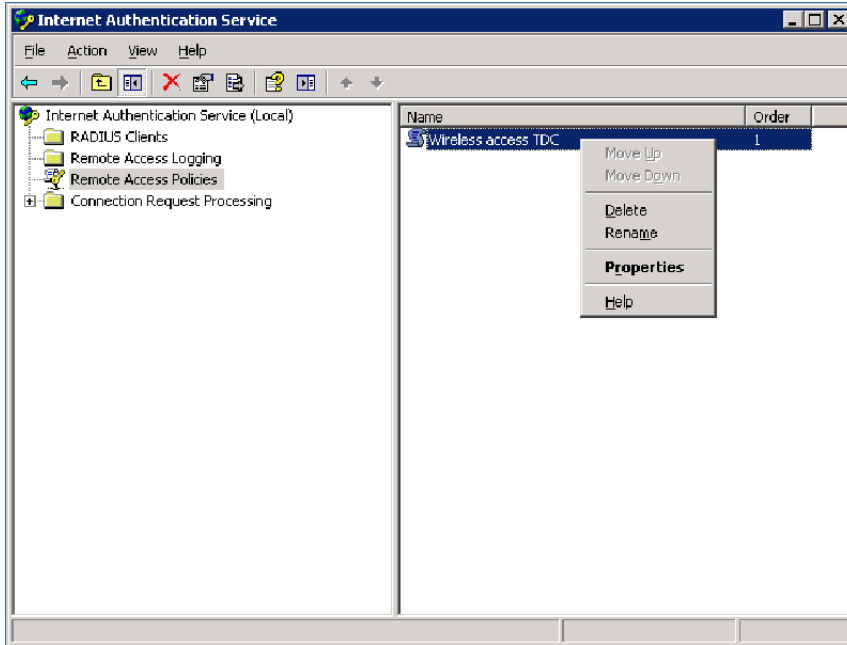 Internet Authentication Service
File Action View Help
Internet Authentication Service (Local)
RADIUS Clients
Remote Access Logging
Remote Access Policies
Connection Request Processing
Name Order
Wireless access TDC 1
Move Up
Move Down
Delete
Rename
Properties
Help